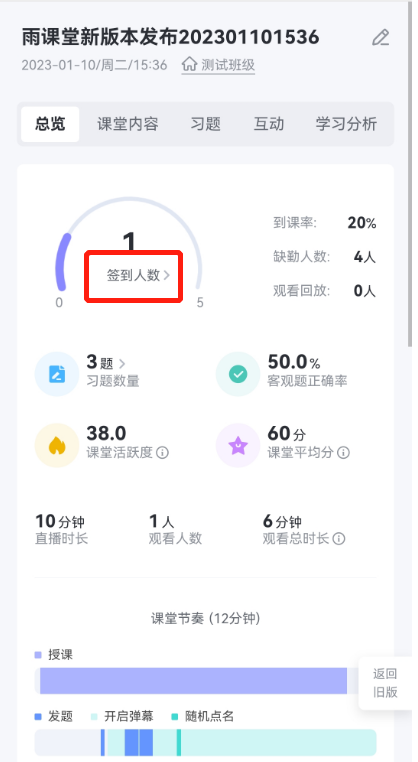 雨课堂新版本发布202301101536
2023-01-10/周二/15:36 测试班级
总览 课堂内容 习题 互动 学习分析
1
签到人数
0 5
到课率: 20%
缺勤人数: 4人
观看回放: 0人
3题
习题数量
50.0%
客观题正确率
38.0
课堂活跃度
60分
课堂平均分
10分钟
直播时长
1人
观看人数
6分钟
观看总时长
课堂节奏 (12分钟)
授课
返回
旧版
发题 开启弹幕 随机点名